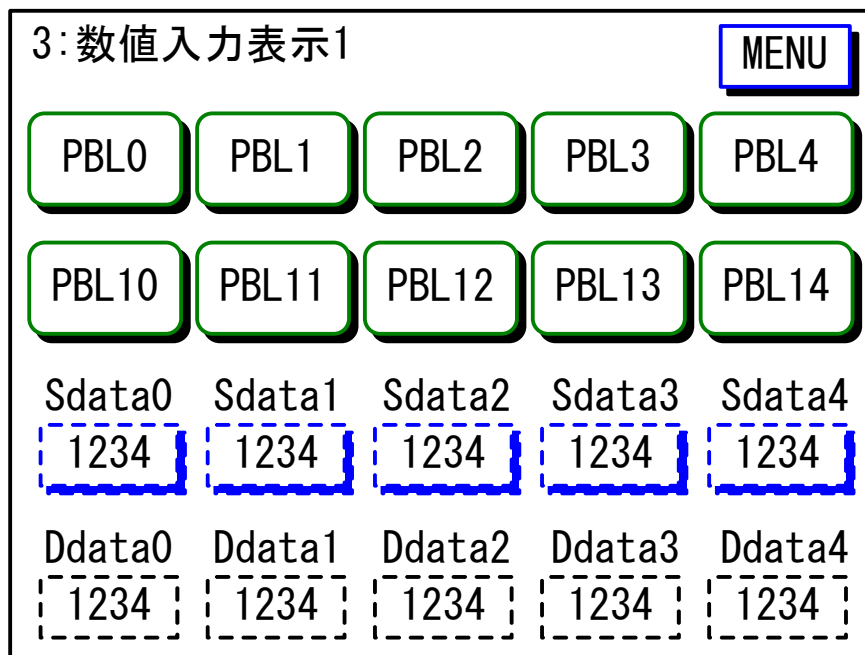 3:数値入力表示1 MENU
PBL0 PBL1 PBL2 PBL3 PBL4
PBL10 PBL11 PBL12 PBL13 PBL14
Sdata0 Sdata1 Sdata2 Sdata3 Sdata4
1234 1234 1234 1234 1234
Ddata0 Ddata1 Ddata2 Ddata3 Ddata4
1234 1234 1234 1234 1234